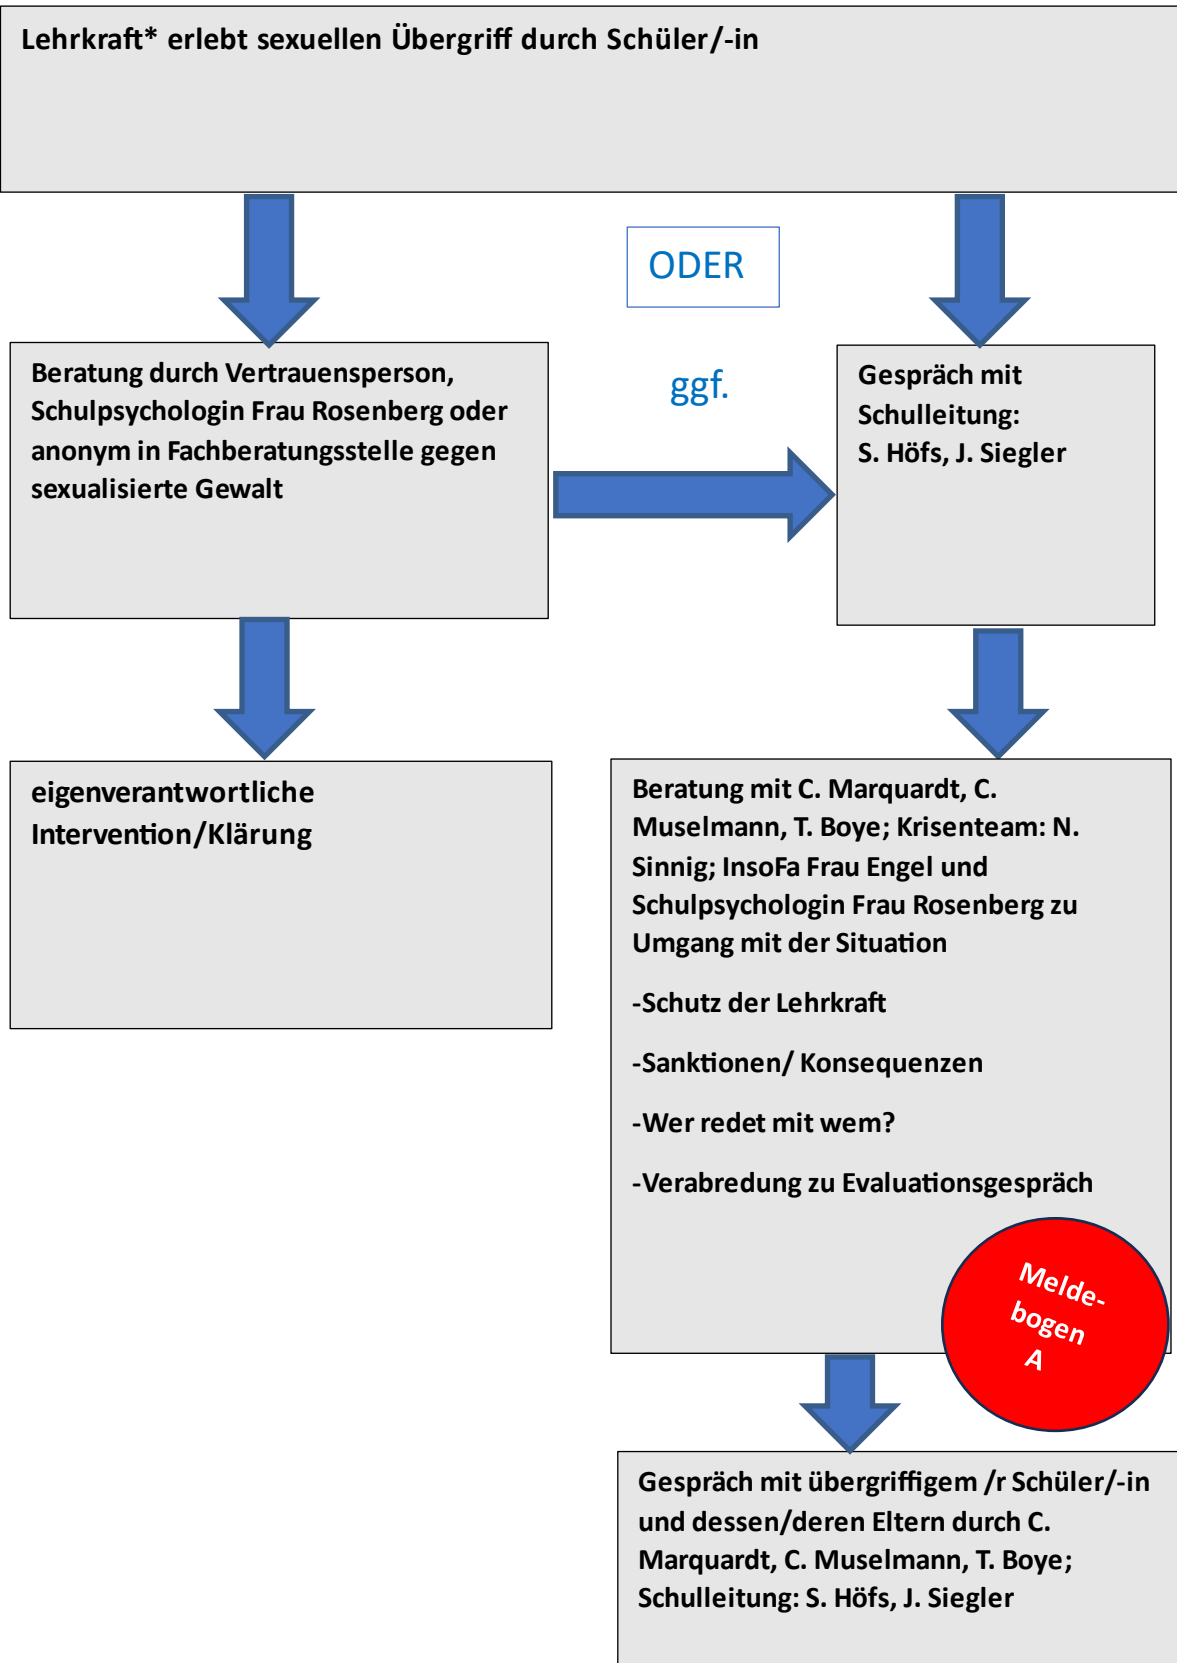 Lehrkraft* erlebt sexuellen Übergriff durch Schüler/-in
ODER
ggf.
Beratung durch Vertrauensperson,
Schulpsychologin Frau Rosenberg oder
anonym in Fachberatungsstelle gegen
sexualisierte Gewalt
Gespräch mit
Schulleitung:
S. Höfs, J. Siegler
eigenverantwortliche
Intervention/Klärung
Beratung mit C. Marquardt, C.
Muselmann, T. Boye; Krisenteam: N.
Sinnig; InsoFa Frau Engel und
Schulpsychologin Frau Rosenberg zu
Umgang mit der Situation
-Schutz der Lehrkraft
-Sanktionen/ Konsequenzen
-Wer redet mit wem?
-Verabredung zu Evaluationsgespräch
Melde-
bogen
A
Gespräch mit übergriffigem /r Schüler/-in
und dessen/deren Eltern durch C.
Marquardt, C. Muselmann, T. Boye;
Schulleitung: S. Höfs, J. Siegler